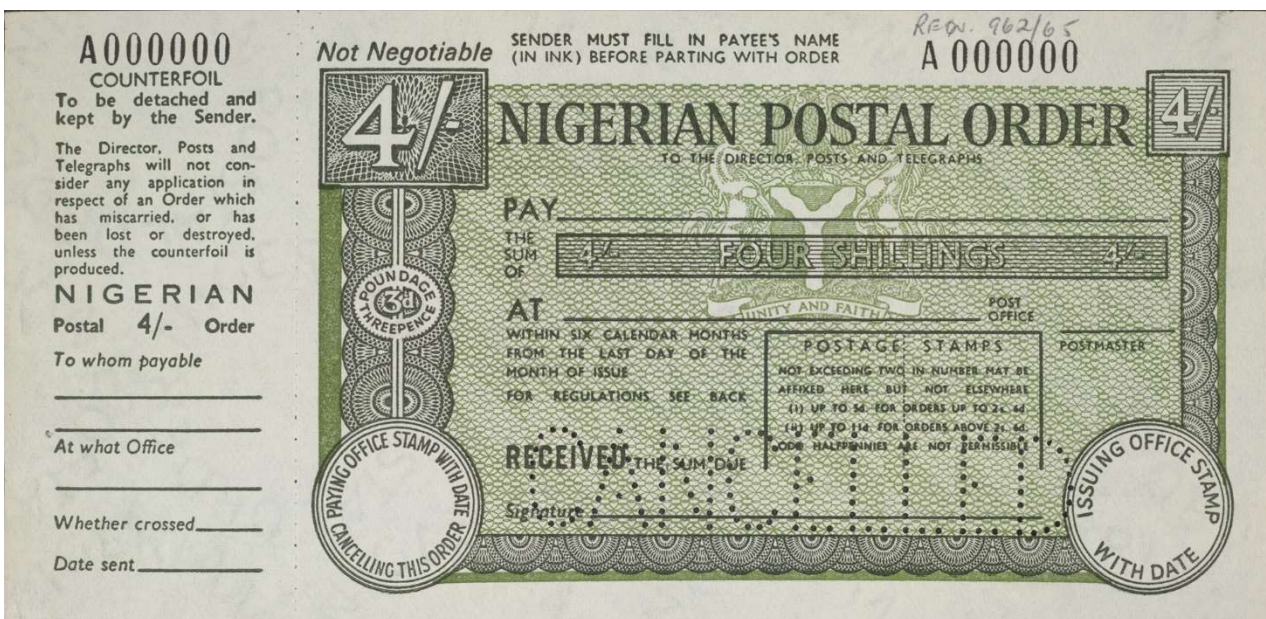 A000000
COUNTERFOIL
To be detached and
kept by the Sender.
The Director, Posts and
Telegraphs will not con-
sider any application in
respect of an Order which
has miscarried, or has
been lost or destroyed,
unless the counterfoil is
produced.
NIGERIAN
Postal 4/- Order
To whom payable
At what Office
Whether crossed
Date sent
Not Negotiable
SENDER MUST FILL IN PAYEE'S NAME
(IN INK) BEFORE PARTING WITH ORDER
REQN. 962/65
A 000000
4/-
NIGERIAN POSTAL ORDER
4/-
TO THE DIRECTOR, POSTS AND TELEGRAPHS
PAY
THE
SUM
OF
4/- FOUR SHILLINGS 4/-
POUNDAGE
3d
THREEPENCE
UNITY AND FAITH
AT
POST
OFFICE
WITHIN SIX CALENDAR MONTHS
FROM THE LAST DAY OF THE
MONTH OF ISSUE
FOR REGULATIONS SEE BACK
POSTAGE STAMPS
NOT EXCEEDING TWO IN NUMBER MAY BE
AFFIXED HERE BUT NOT ELSEWHERE
(i) UP TO 5d. FOR ORDERS UP TO 2s. 6d.
(ii) UP TO 11d. FOR ORDERS ABOVE 2s. 6d.
ODD HALFPENNIES ARE NOT PERMISSIBLE
POSTMASTER
RECEIVED THE SUM DUE
Signature
CANCELLED
PAYING OFFICE STAMP WITH DATE
CANCELLING THIS ORDER
ISSUING OFFICE STAMP
WITH DATE